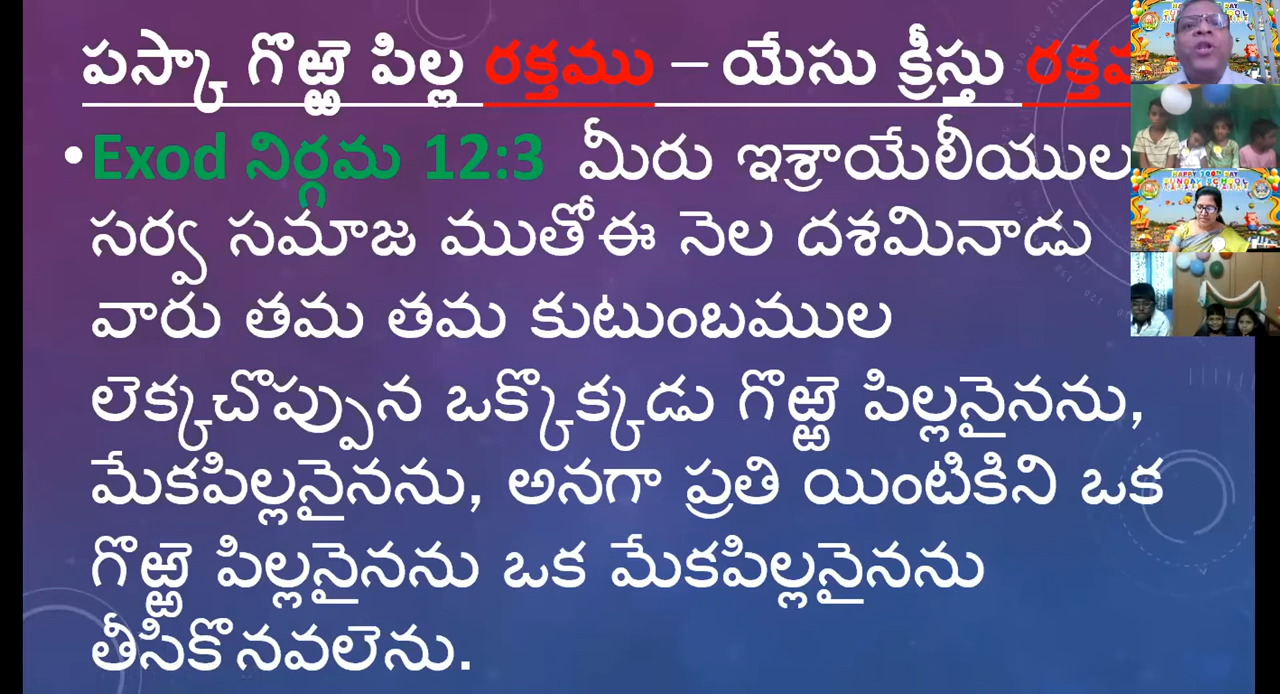 పస్కా గొఱ్ఱె పిల్ల రక్తము – యేసు క్రీస్తు
• Exod నిర్గమ 12:3 మీరు ఇశ్రాయేలీయుల
సర్వ సమాజ ముతోఈ నెల దశమినాడు
వారు తమ తమ కుటుంబముల
లెక్కచొప్పున ఒక్కొక్కడు గొఱ్ఱె పిల్లనైనను,
మేకపిల్లనైనను, అనగా ప్రతి యింటికిని ఒక
గొఱ్ఱె పిల్లనైనను ఒక మేకపిల్లనైనను
తీసికొనవలెను.